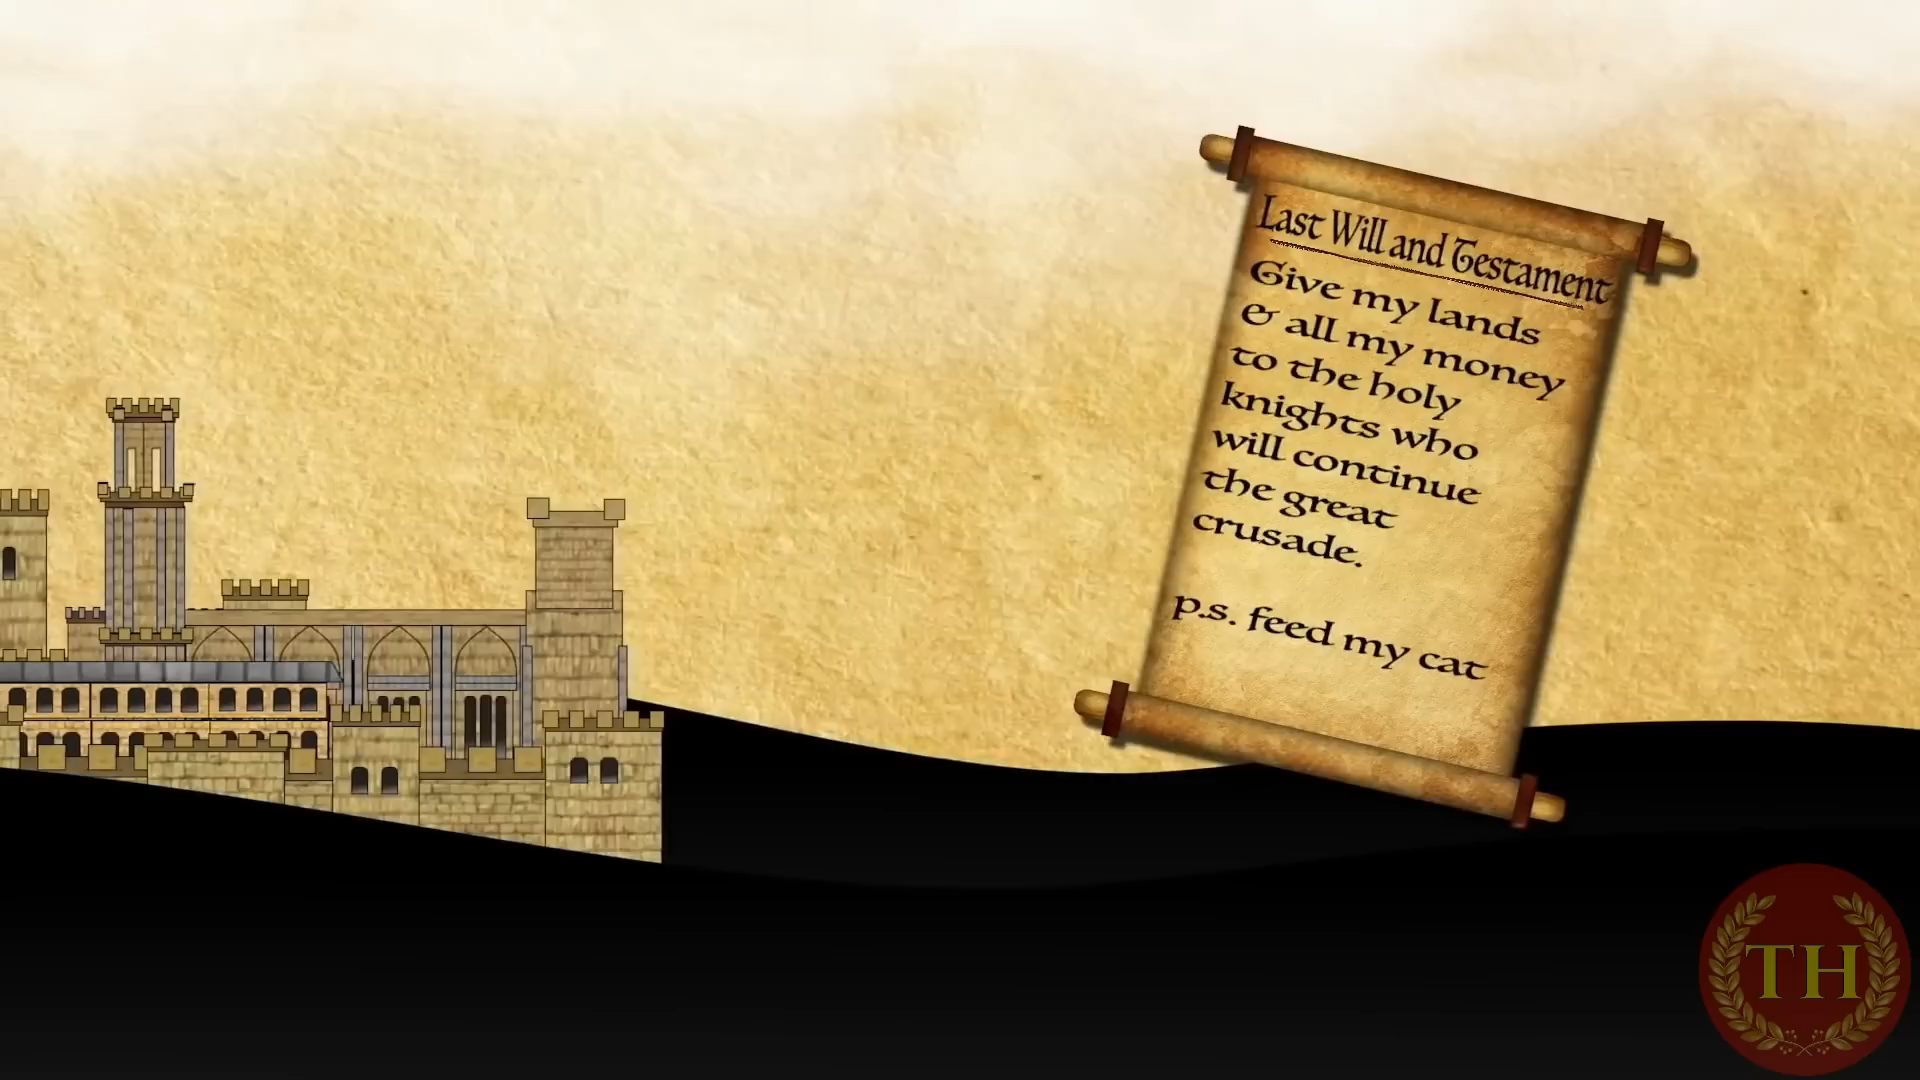 Last Will and Testament
Give my lands
& all my money
to the holy
knights who
will continue
the great
crusade.
p.s. feed my cat
TH